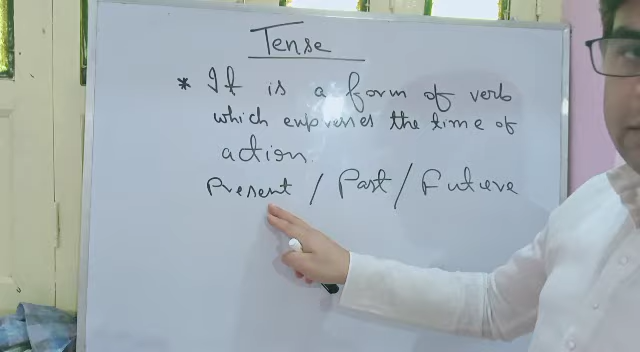 Tense
* It is a form of verb
which expresses the time of
action.
Present / Past / Future